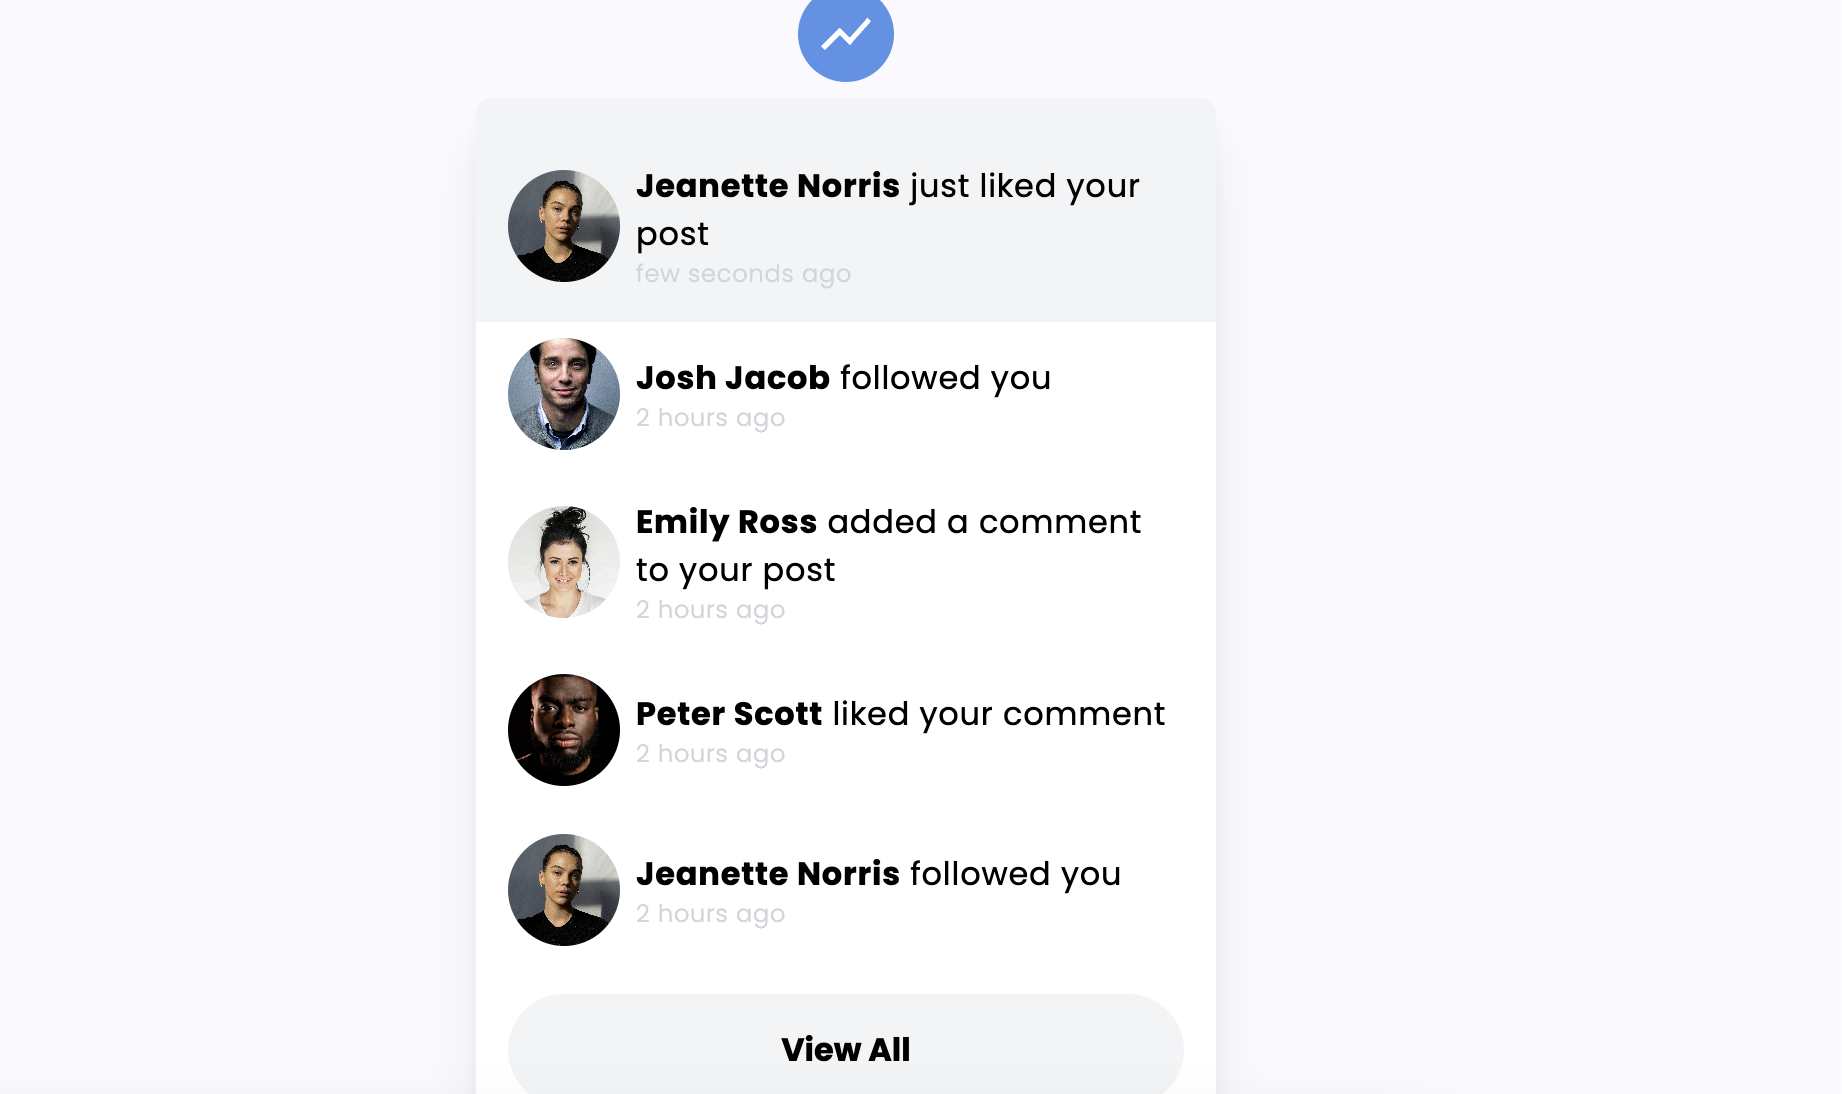 Jeanette Norris just liked your
post
few seconds ago
Josh Jacob followed you
2 hours ago
Emily Ross added a comment
to your post
2 hours ago
Peter Scott liked your comment
2 hours ago
Jeanette Norris followed you
2 hours ago
View All